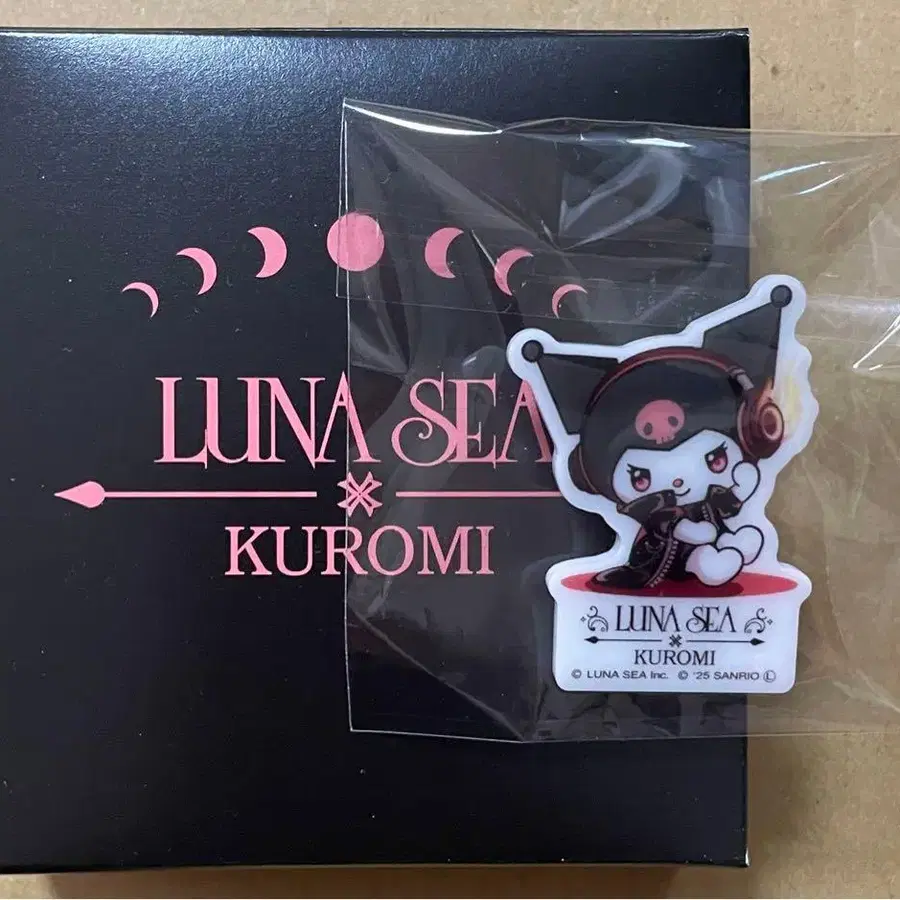 LUNA SEA
×
KUROMI
LUNA SEA
×
KUROMI
© LUNA SEA Inc. © '25 SANRIO Ⓛ